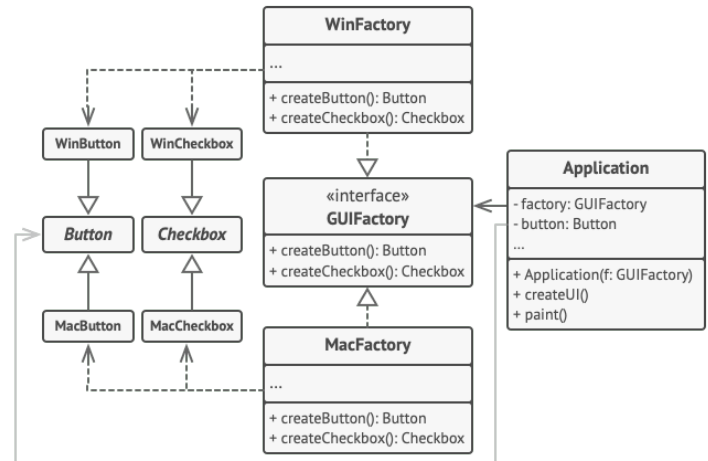 WinFactory
...
+ createButton(): Button
+ createCheckbox(): Checkbox
WinButton
WinCheckbox
Button
Checkbox
MacButton
MacCheckbox
«interface»
GUIFactory
+ createButton(): Button
+ createCheckbox(): Checkbox
Application
- factory: GUIFactory
- button: Button
...
+ Application(f: GUIFactory)
+ createUI()
+ paint()
MacFactory
...
+ createButton(): Button
+ createCheckbox(): Checkbox